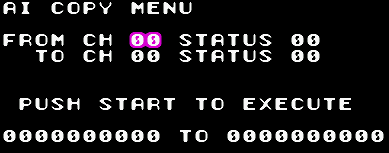 AI COPY MENU
FROM CH 00 STATUS 00
TO CH 00 STATUS 00
PUSH START TO EXECUTE
0000000000 TO 0000000000